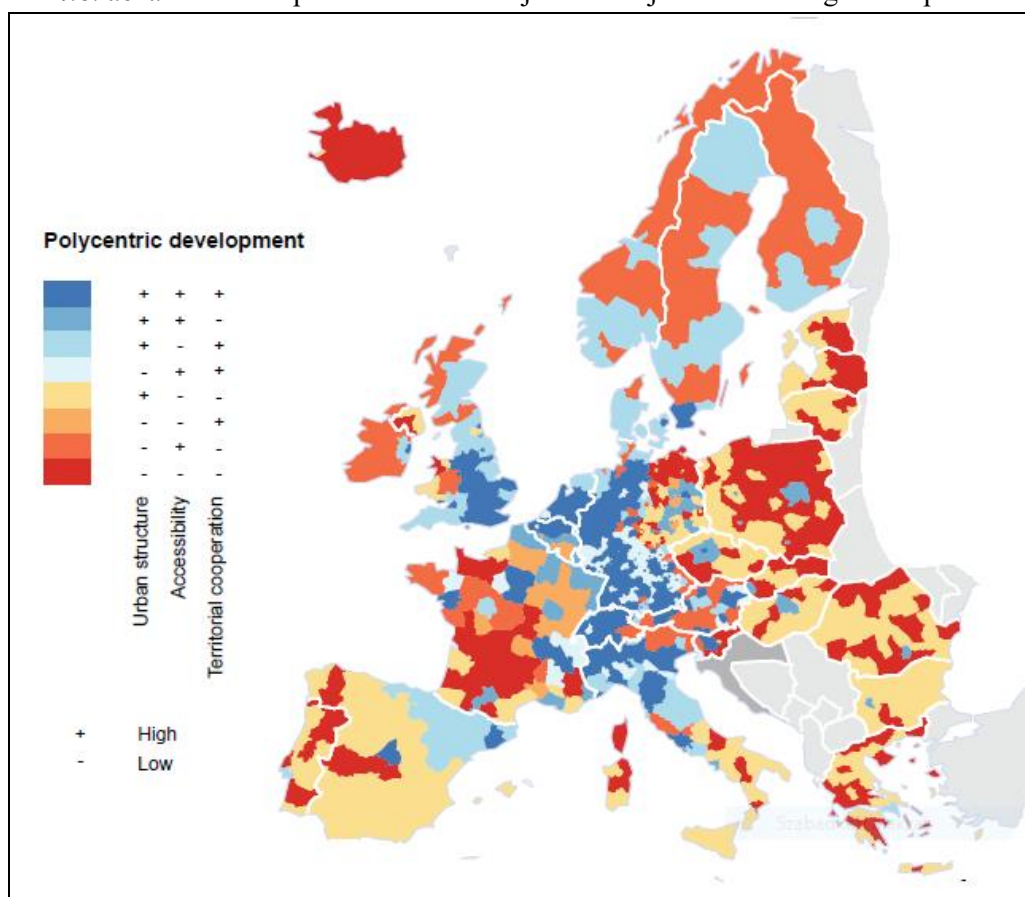 Polycentric development
+ + +
+ + -
+ - +
- + +
+ - -
- - +
- + -
- - -
Urban structure
Accessibility
Territorial cooperation
+ High
- Low